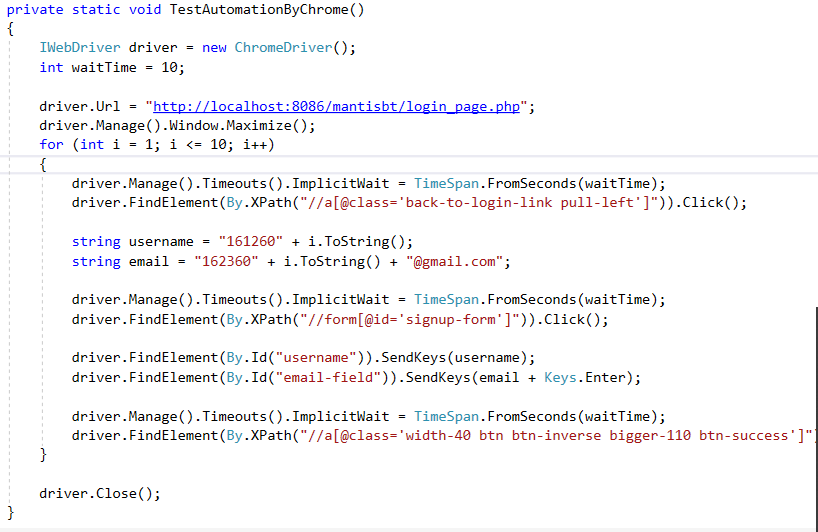 private static void TestAutomationByChrome()
{
IWebDriver driver = new ChromeDriver();
int waitTime = 10;
driver.Url = "http://localhost:8086/mantisbt/login_page.php";
driver.Manage().Window.Maximize();
for (int i = 1; i <= 10; i++)
{
driver.Manage().Timeouts().ImplicitWait = TimeSpan.FromSeconds(waitTime);
driver.FindElement(By.XPath("//a[@class='back-to-login-link pull-left']")).Click();
string username = "161260" + i.ToString();
string email = "162360" + i.ToString() + "@gmail.com";
driver.Manage().Timeouts().ImplicitWait = TimeSpan.FromSeconds(waitTime);
driver.FindElement(By.XPath("//form[@id='signup-form']")).Click();
driver.FindElement(By.Id("username")).SendKeys(username);
driver.FindElement(By.Id("email-field")).SendKeys(email + Keys.Enter);
driver.Manage().Timeouts().ImplicitWait = TimeSpan.FromSeconds(waitTime);
driver.FindElement(By.XPath("//a[@class='width-40 btn btn-inverse bigger-110 btn-success']")
}
driver.Close();
}